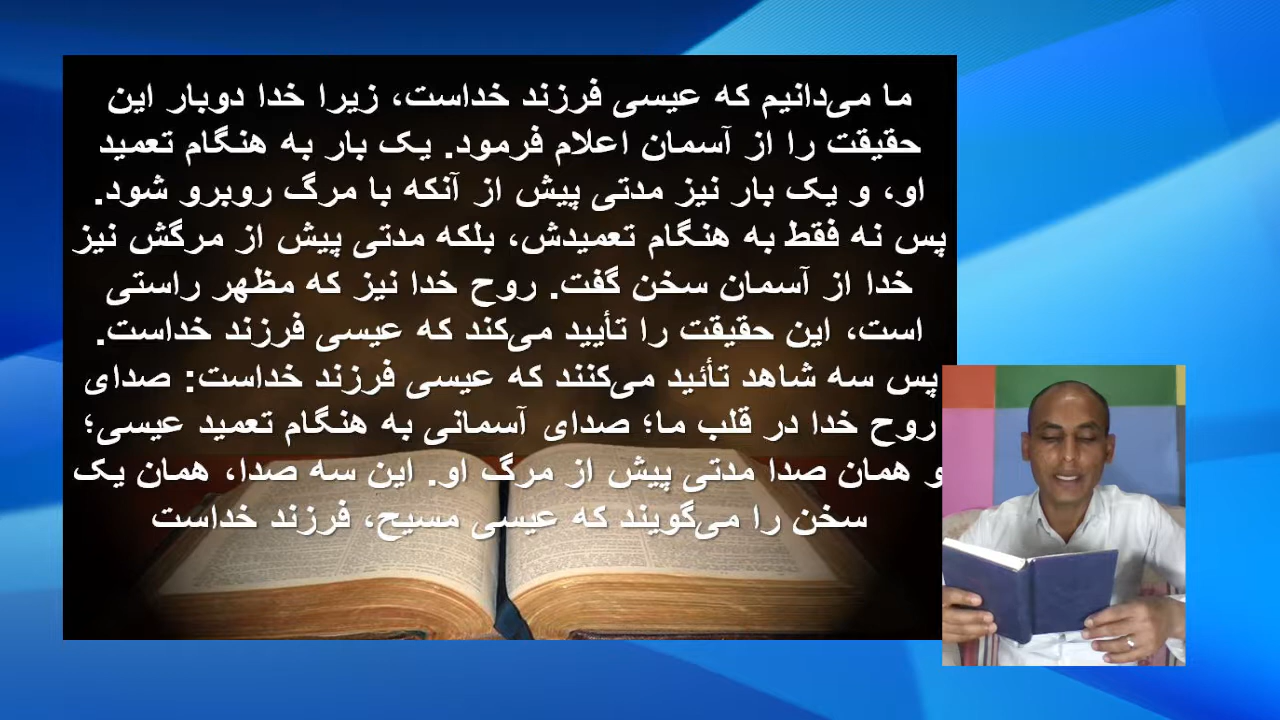 ما می‌دانیم که عیسی فرزند خداست، زیرا خدا دوبار این
حقیقت را از آسمان اعلام فرمود. یک بار به هنگام تعمید
او، و یک بار نیز مدتی پیش از آنکه با مرگ روبرو شود.
پس نه فقط به هنگام تعمیدش، بلکه مدتی پیش از مرگش نیز
خدا از آسمان سخن گفت. روح خدا نیز که مظهر راستی
است، این حقیقت را تأیید می‌کند که عیسی فرزند خداست.
پس سه شاهد تأئید می‌کنند که عیسی فرزند خداست: صدای
روح خدا در قلب ما؛ صدای آسمانی به هنگام تعمید عیسی؛
و همان صدا مدتی پیش از مرگ او. این سه صدا، همان یک
سخن را می‌گویند که عیسی مسیح، فرزند خداست